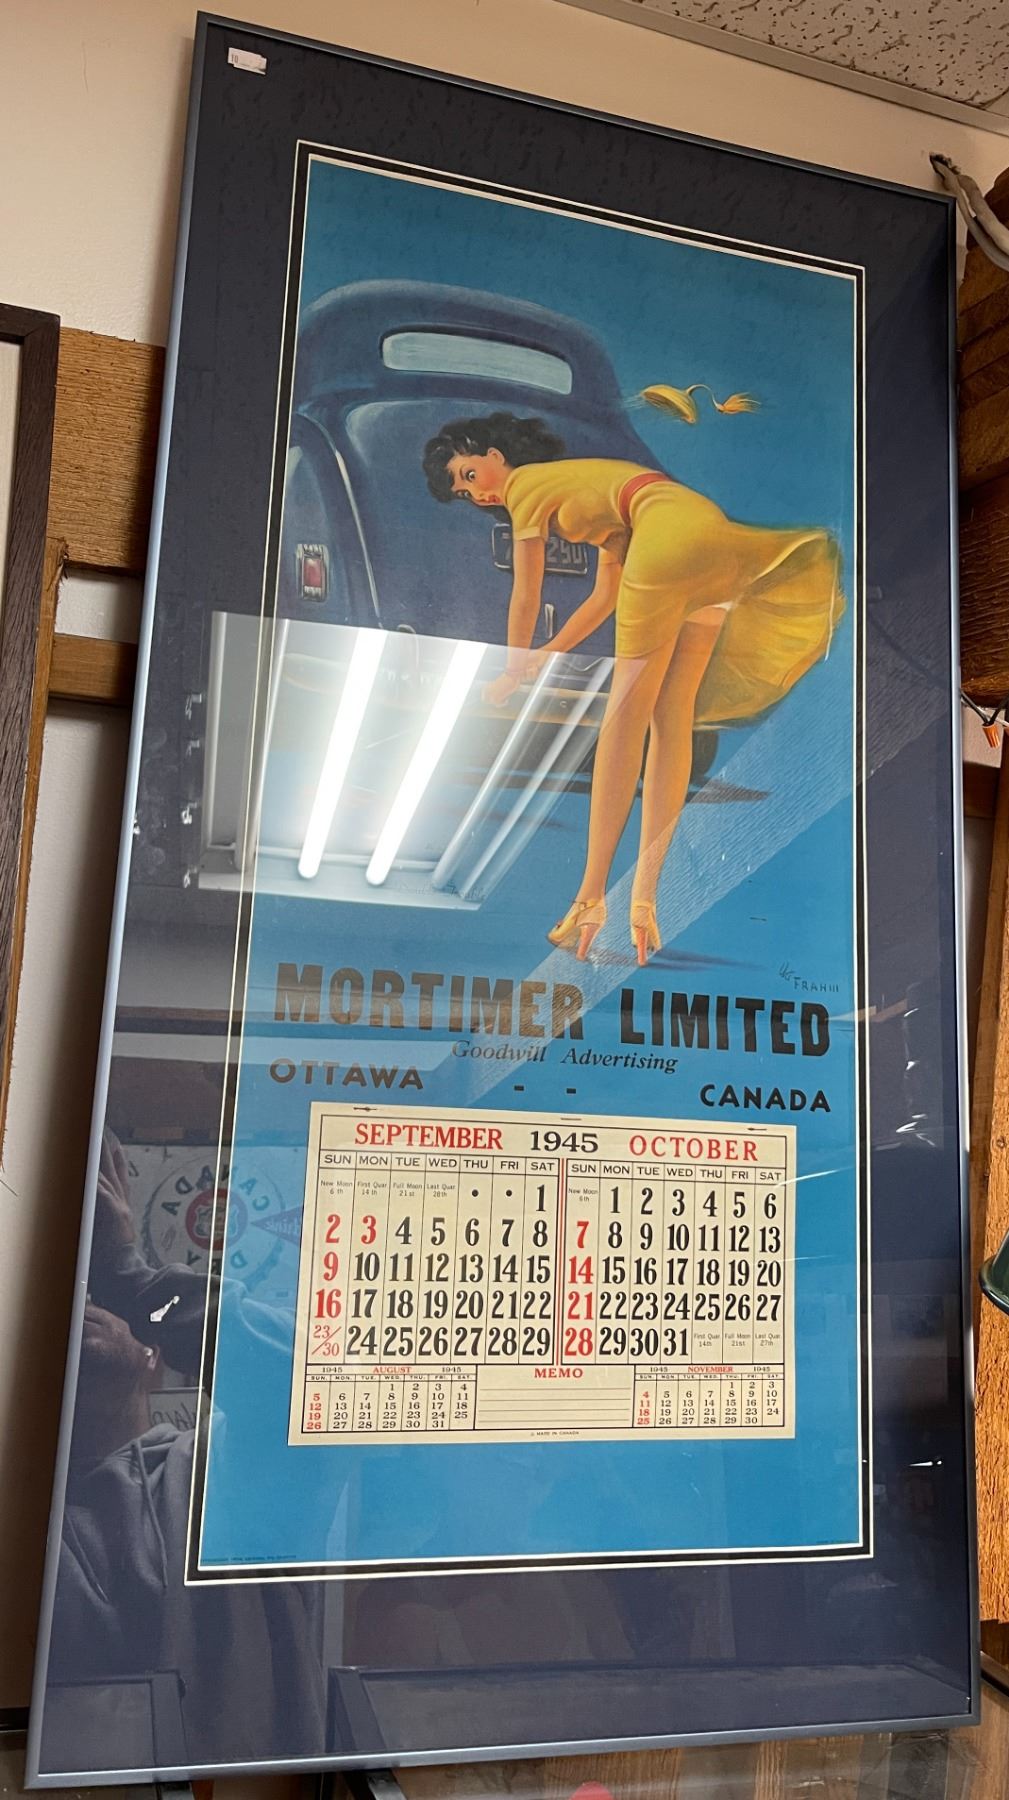 10
Double Trouble
FRAHM
MORTIMER LIMITED
Goodwill Advertising
OTTAWA - - CANADA
SEPTEMBER 1945 OCTOBER
SUN MON TUE WED THU FRI SAT SUN MON TUE WED THU FRI SAT
New Moon 6th First Quar. 14th Full Moon 21st Last Quar. 28th • • 1 New Moon 6th 1 2 3 4 5 6
2 3 4 5 6 7 8 7 8 9 10 11 12 13
9 10 11 12 13 14 15 14 15 16 17 18 19 20
16 17 18 19 20 21 22 21 22 23 24 25 26 27
23/30 24 25 26 27 28 29 28 29 30 31 First Quar. 14th Full Moon 21st Last Quar. 27th
1945 AUGUST 1945
SUN. MON. TUE. WED. THU. FRI. SAT.
1 2 3 4
5 6 7 8 9 10 11
12 13 14 15 16 17 18
19 20 21 22 23 24 25
26 27 28 29 30 31
MEMO
1945 NOVEMBER 1945
SUN. MON. TUE. WED. THU. FRI. SAT.
1 2 3
4 5 6 7 8 9 10
11 12 13 14 15 16 17
18 19 20 21 22 23 24
25 26 27 28 29 30
MADE IN CANADA